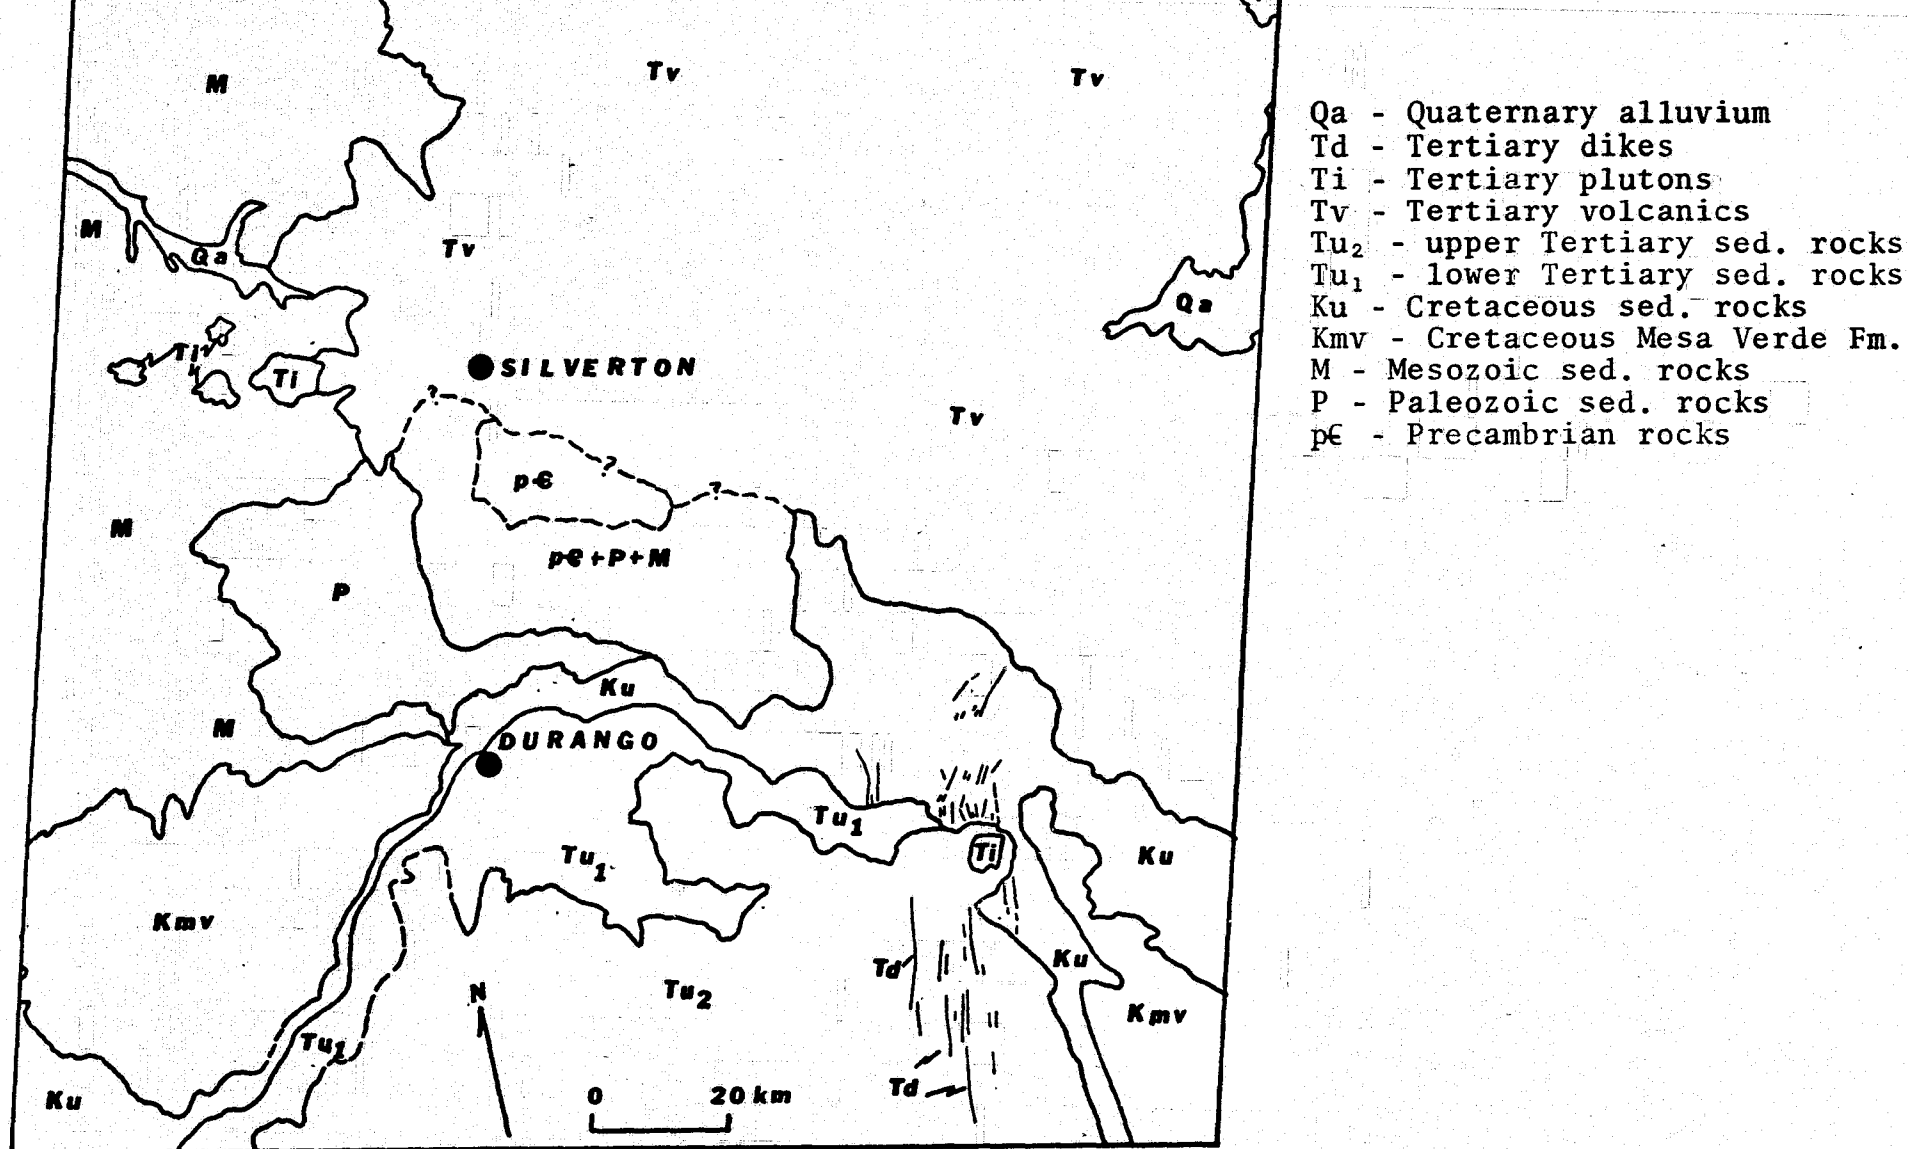 M
Tv
Tv
M
Qa
Tv
Qa
Ti
Ti
SILVERTON
?
Tv
p€
?
?
M
p€+P+M
P
Ku
M
DURANGO
Tu1
Ti
Tu1
Ku
Kmv
Td
Ku
N
Tu2
Kmv
Tu1
Td
Ku
0 20 km
Qa - Quaternary alluvium
Td - Tertiary dikes
Ti - Tertiary plutons
Tv - Tertiary volcanics
Tu₂ - upper Tertiary sed. rocks
Tu₁ - lower Tertiary sed. rocks
Ku - Cretaceous sed. rocks
Kmv - Cretaceous Mesa Verde Fm.
M - Mesozoic sed. rocks
P - Paleozoic sed. rocks
p€ - Precambrian rocks